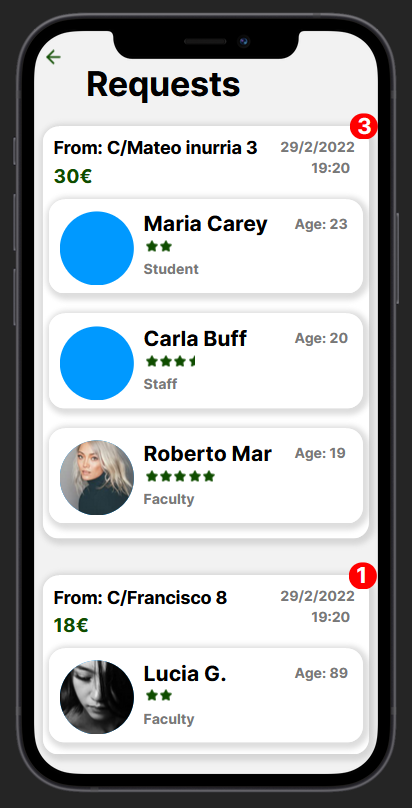 Requests
3
From: C/Mateo inurria 3
29/2/2022
30€
19:20
Maria Carey
Age: 23
Student
Carla Buff
Age: 20
Staff
Roberto Mar
Age: 19
Faculty
1
From: C/Francisco 8
29/2/2022
18€
19:20
Lucia G.
Age: 89
Faculty